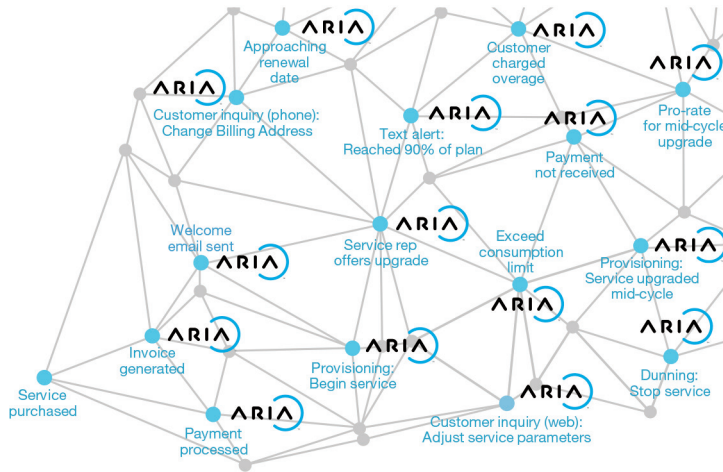 ARIA
Approaching
renewal
date
ARIA
Customer
charged
overage
ARIA
Pro-rate
for mid-cycle
upgrade
ARIA
Customer inquiry (phone):
Change Billing Address
ARIA
Text alert:
Reached 90% of plan
ARIA
Payment
not received
Welcome
email sent
ARIA
ARIA
Service rep
offers upgrade
Exceed
consumption
limit
ARIA
ARIA
Provisioning:
Service upgraded
mid-cycle
ARIA
Invoice
generated
ARIA
Provisioning:
Begin service
ARIA
Dunning:
Stop service
Service
purchased
ARIA
Payment
processed
ARIA
Customer inquiry (web):
Adjust service parameters